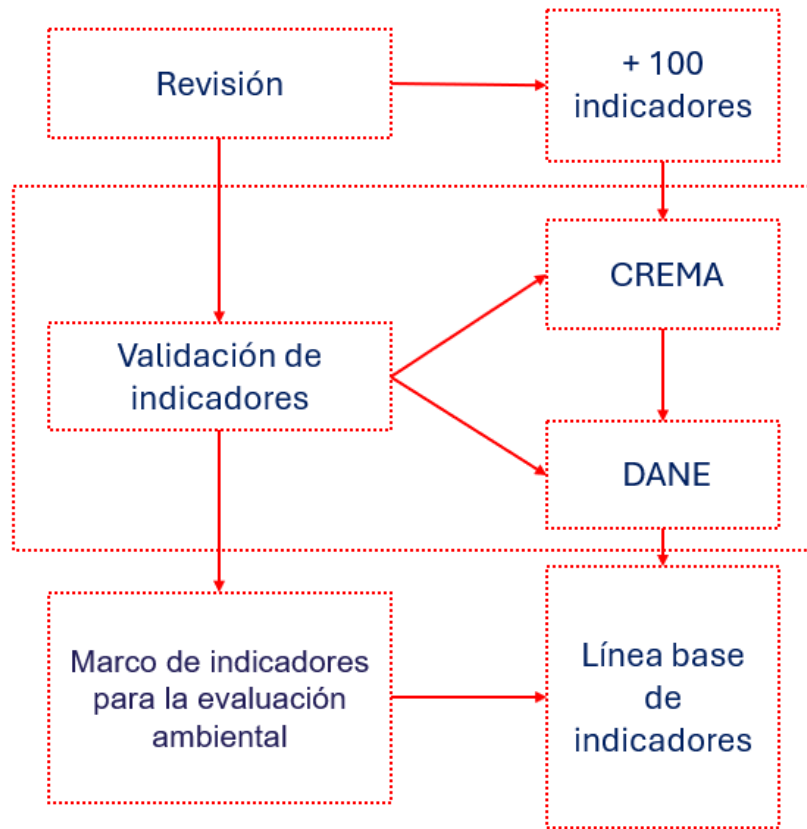 Revisión
+ 100
indicadores
CREMA
Validación de
indicadores
DANE
Marco de indicadores
para la evaluación
ambiental
Línea base
de
indicadores